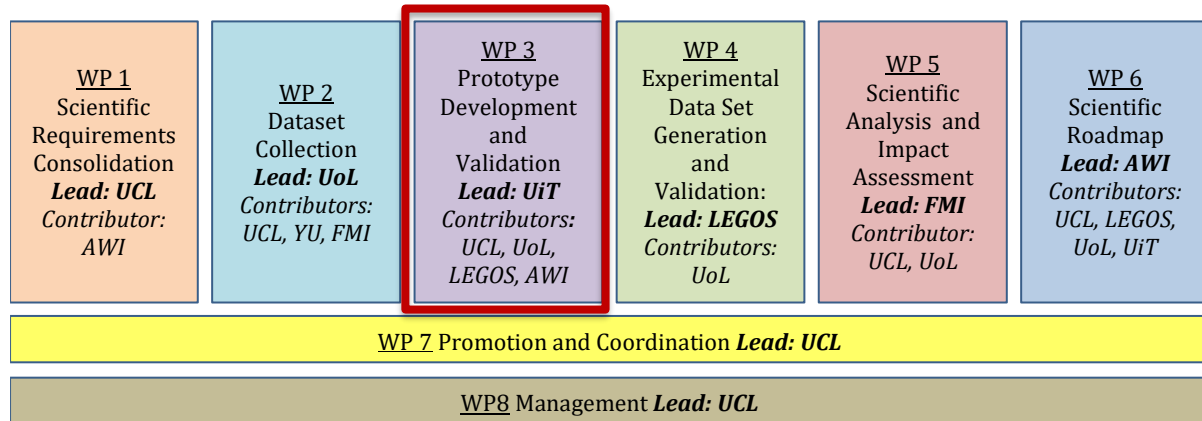 WP 1
Scientific
Requirements
Consolidation
Lead: UCL
Contributor:
AWI
WP 2
Dataset
Collection
Lead: UoL
Contributors:
UCL, YU, FMI
WP 3
Prototype
Development
and
Validation
Lead: UiT
Contributors:
UCL, UoL,
LEGOS, AWI
WP 4
Experimental
Data Set
Generation
and
Validation:
Lead: LEGOS
Contributors:
UoL
WP 5
Scientific
Analysis and
Impact
Assessment
Lead: FMI
Contributor:
UCL, UoL
WP 6
Scientific
Roadmap
Lead: AWI
Contributors:
UCL, LEGOS,
UoL, UiT
WP 7 Promotion and Coordination Lead: UCL
WP8 Management Lead: UCL